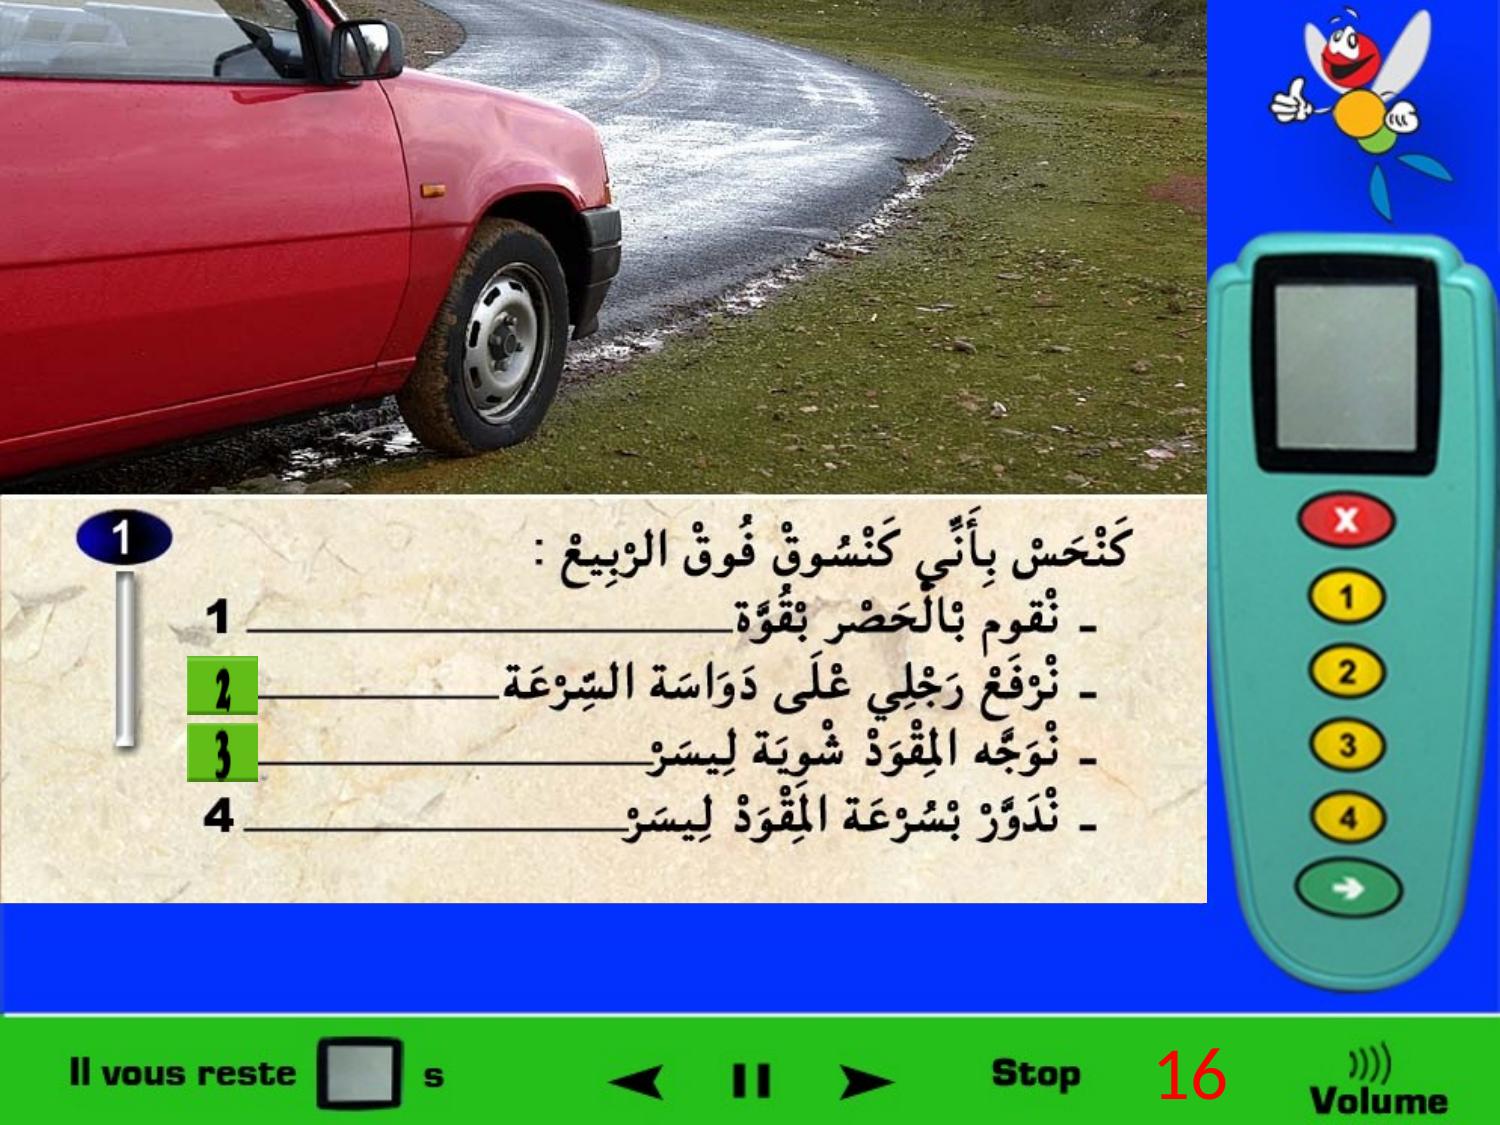 1
كَنْحَسْ بِأَنِّي كَنْسُوقْ فُوقْ الرْبِيعْ :
ـ نْقوم بْالْحَصْر بْقُوَّة 1
ـ نْرْفَعْ رَجْلِي عْلَى دَوَاسَة السِّرْعَة 2
ـ نْوَجَّه المِقْوَدْ شْوِيَة لِيسَرْ 3
ـ نْدَوَّرْ بْسُرْعَة المِقْوَدْ لِيسَرْ 4
X
1
2
3
4
Il vous reste s
Stop
16
Volume